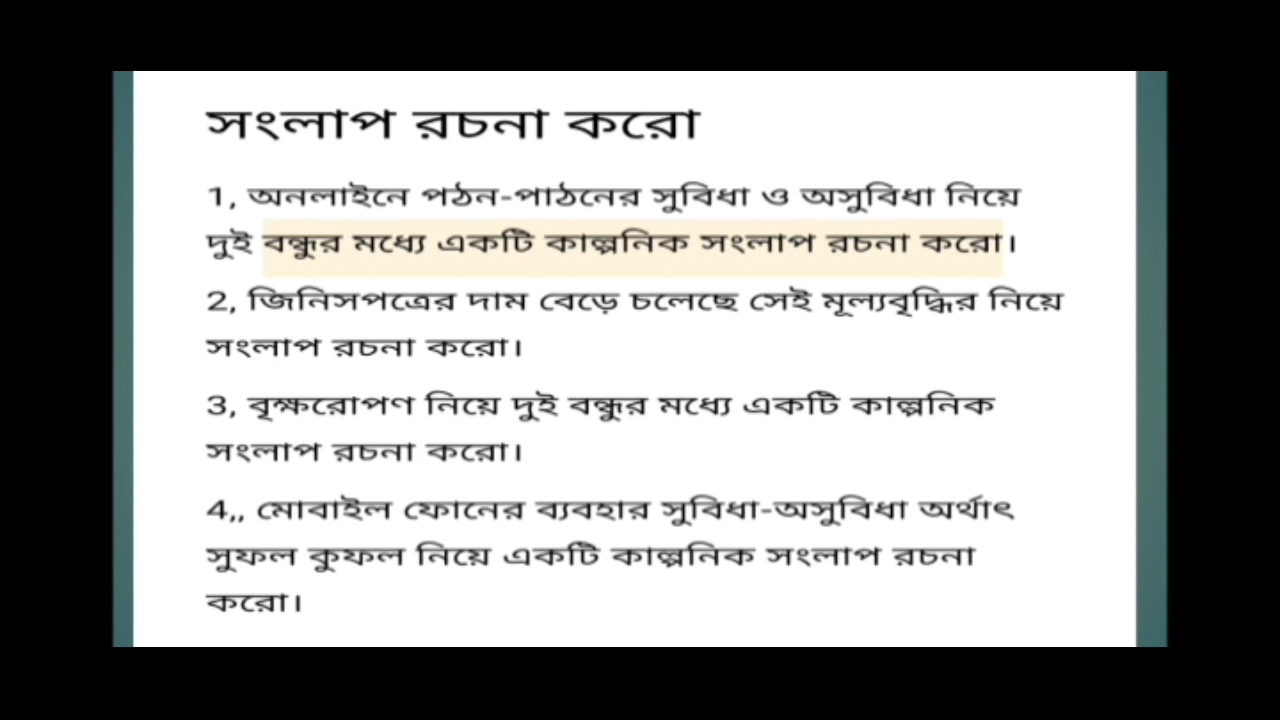 সংলাপ রচনা করো
1, অনলাইনে পঠন-পাঠনের সুবিধা ও অসুবিধা নিয়ে
দুই বন্ধুর মধ্যে একটি কাল্পনিক সংলাপ রচনা করো।
2, জিনিসপত্রের দাম বেড়ে চলেছে সেই মূল্যবৃদ্ধির নিয়ে
সংলাপ রচনা করো।
3, বৃক্ষরোপণ নিয়ে দুই বন্ধুর মধ্যে একটি কাল্পনিক
সংলাপ রচনা করো।
4,, মোবাইল ফোনের ব্যবহার সুবিধা-অসুবিধা অর্থাৎ
সুফল কুফল নিয়ে একটি কাল্পনিক সংলাপ রচনা
করো।